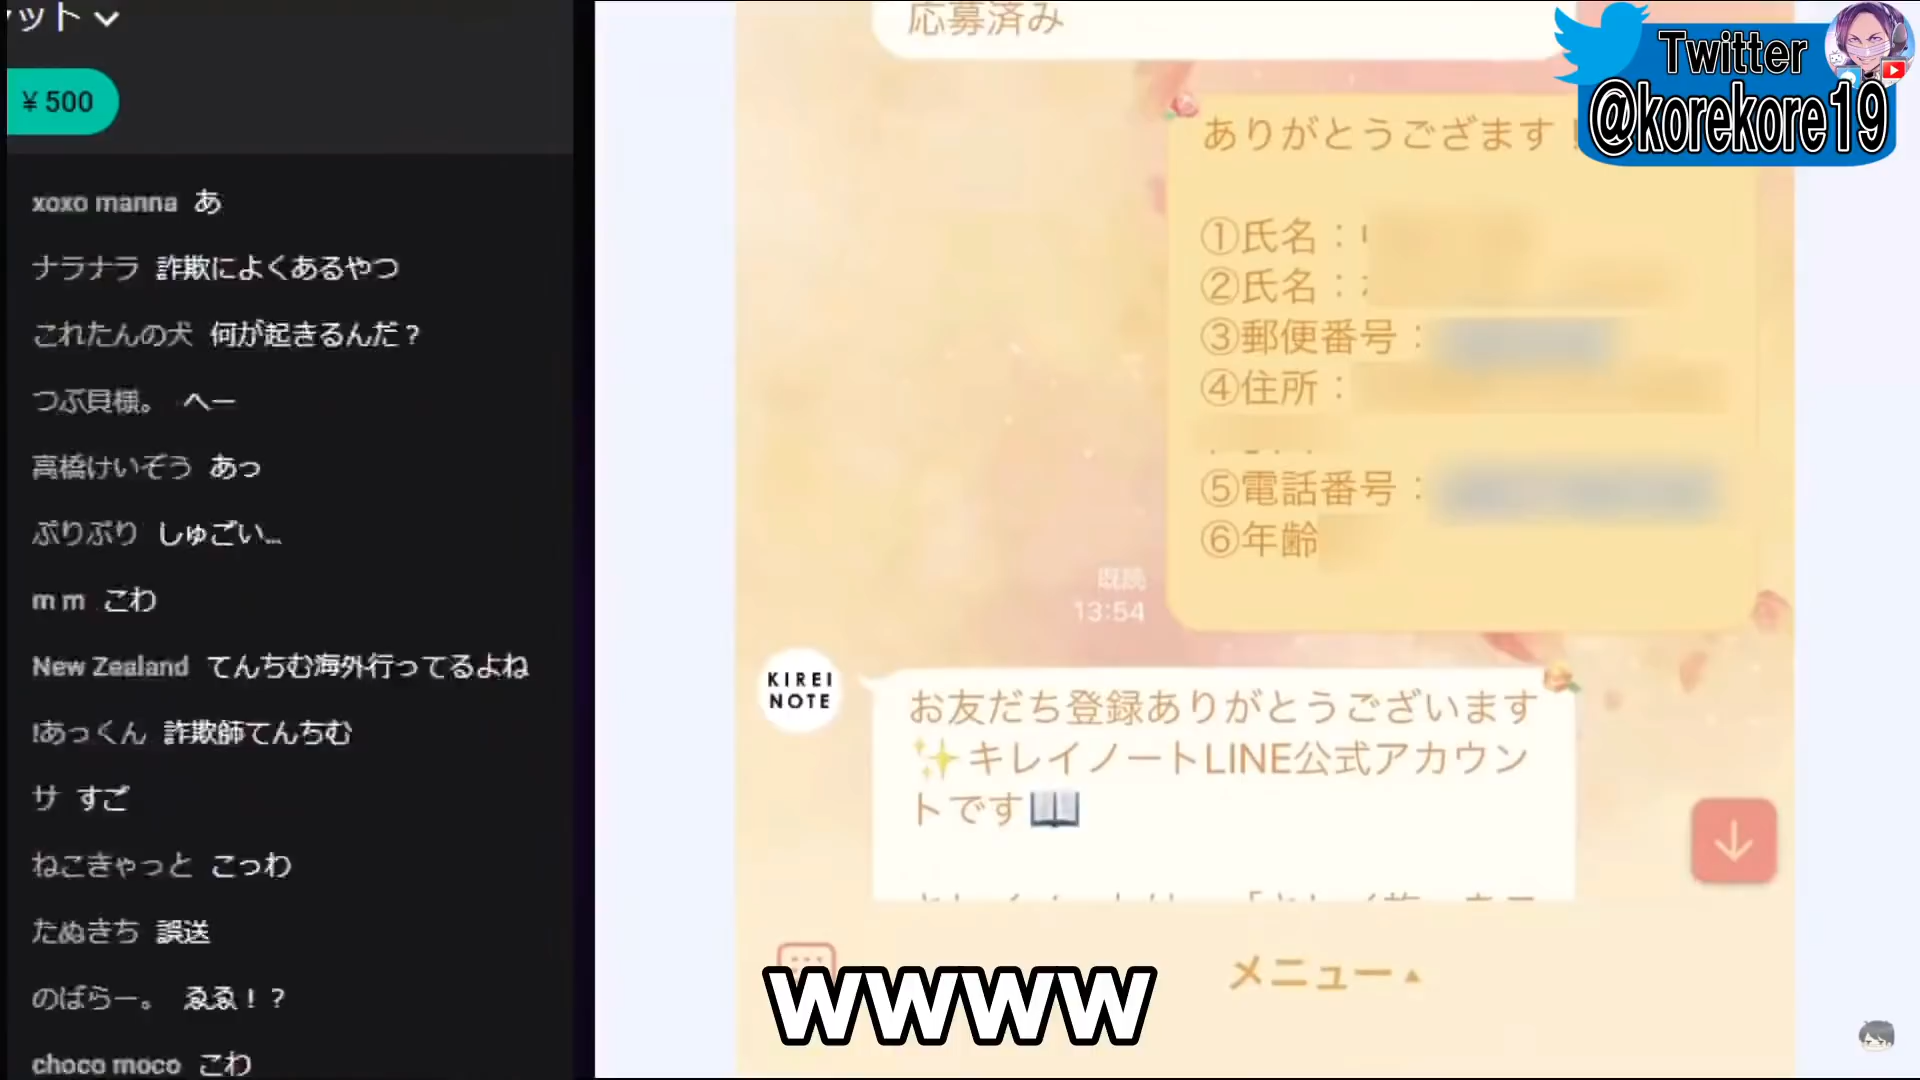 ット
¥ 500
xoxo manna あ
ナラナラ 詐欺によくあるやつ
これたんの犬 何が起きるんだ？
つぶ貝様。 へー
高橋けいぞう あっ
ぷりぷり しゅごい...
m m こわ
New Zealand てんちむ海外行ってるよね
!あっくん 詐欺師てんちむ
サ すご
ねこきゃっと こっわ
たぬきち 誤送
のばらー。 ゑゑ！？
choco moco こわ
応募済み
ありがとうござます！
①氏名：
②氏名：
③郵便番号：
④住所：
⑤電話番号：
⑥年齢
既読
13:54
KIREI
NOTE
お友だち登録ありがとうございます
✨キレイノートLINE公式アカウン
トです📖
メニュー▲
wwww
Twitter
@korekore19